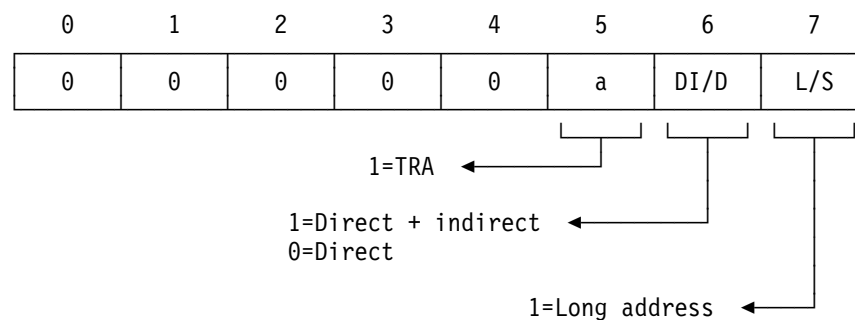 0 1 2 3 4 5 6 7
0 0 0 0 0 a DI/D L/S
1=TRA
1=Direct + indirect
0=Direct
1=Long address